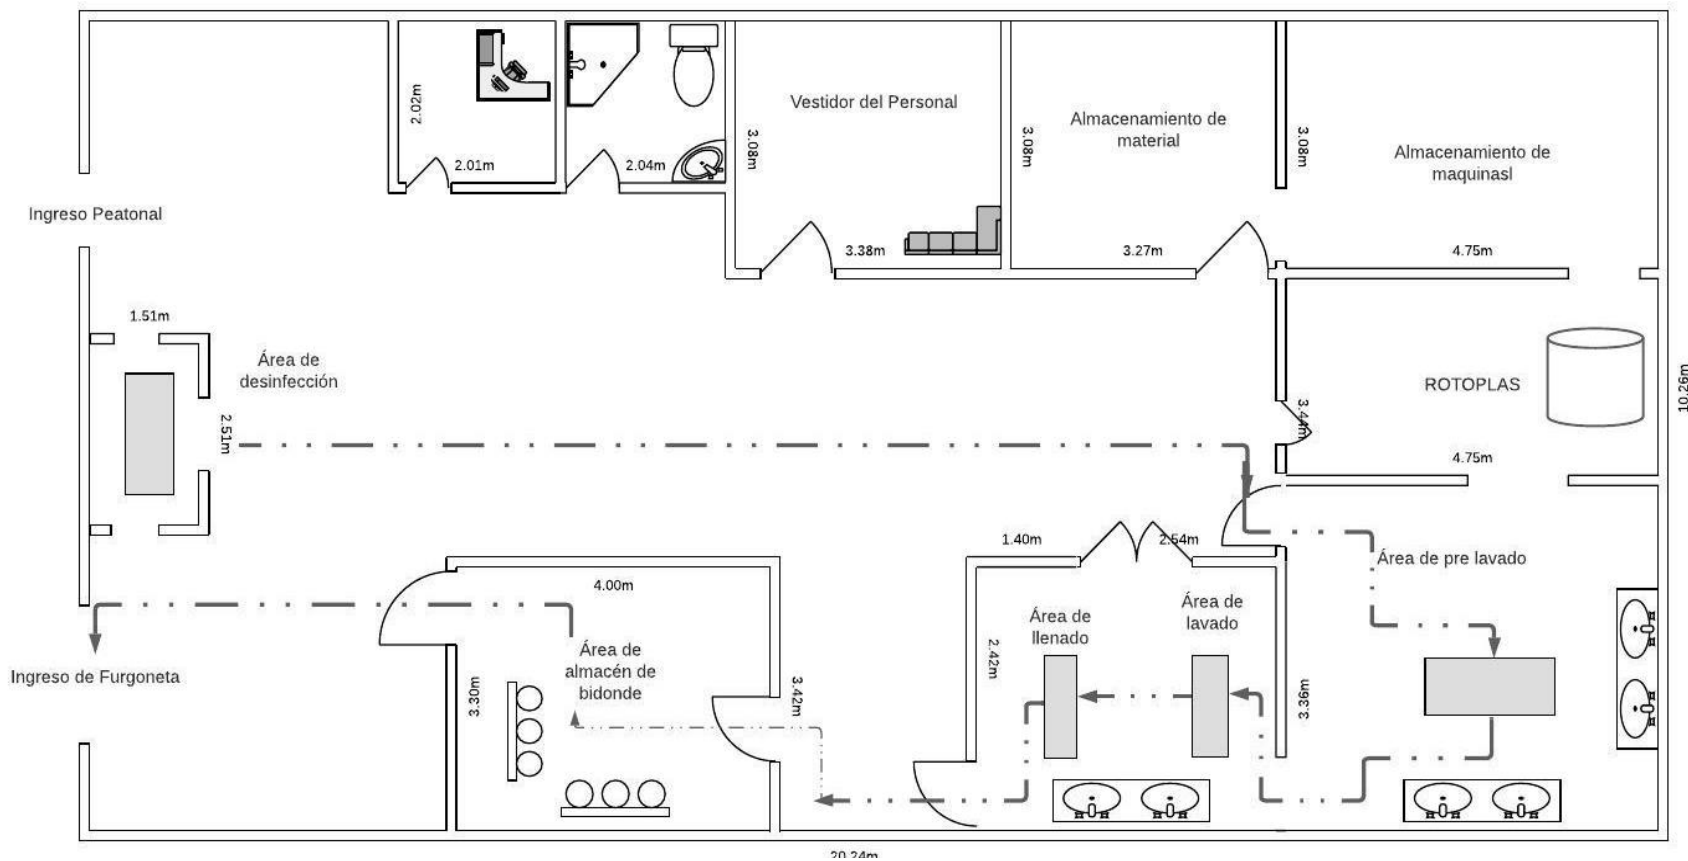 2.02m
2.01m
2.04m
3.08m
Vestidor del Personal
3.38m
3.08m
Almacenamiento de
material
3.27m
3.08m
Almacenamiento de
maquinasl
4.75m
Ingreso Peatonal
1.51m
Área de
desinfección
2.51m
3.44m
ROTOPLAS
4.75m
10.26m
1.40m
2.54m
Área de pre lavado
4.00m
Área de
almacén de
bidonde
3.30m
3.42m
Área de
llenado
Área de
lavado
2.42m
3.36m
Ingreso de Furgoneta
20.24m